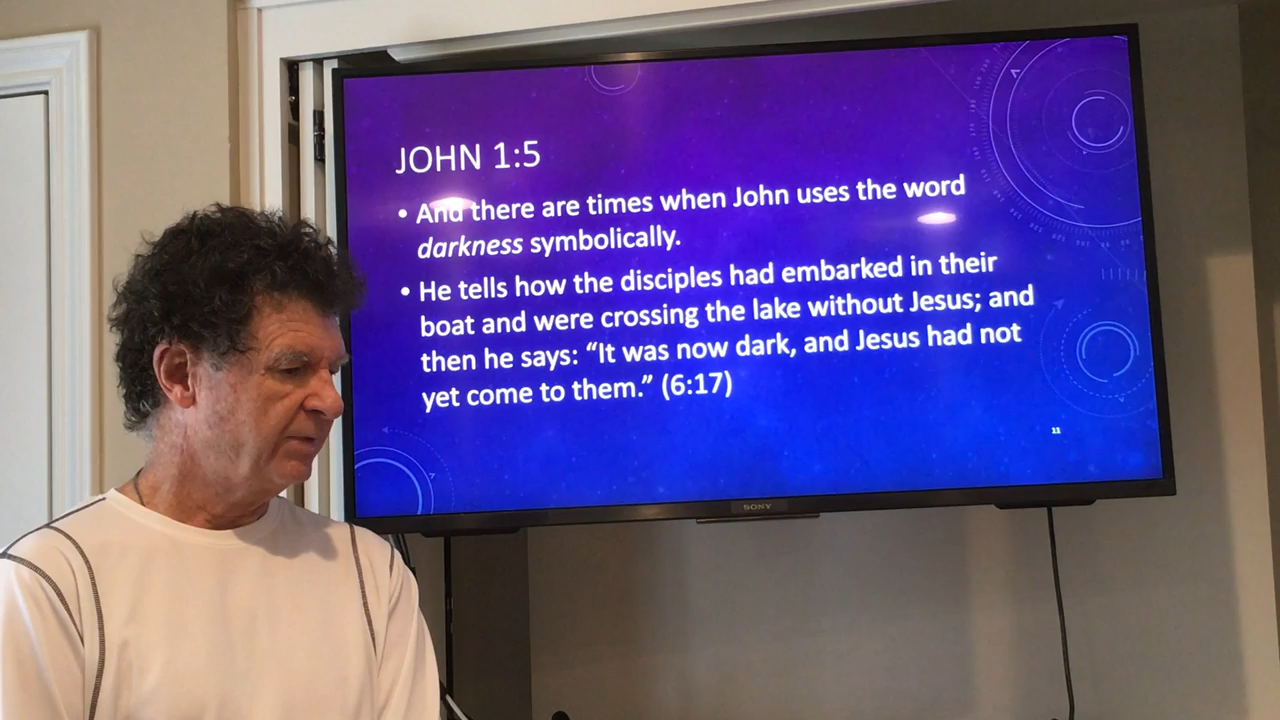 JOHN 1:5
• And there are times when John uses the word
darkness symbolically.
• He tells how the disciples had embarked in their
boat and were crossing the lake without Jesus; and
then he says: “It was now dark, and Jesus had not
yet come to them.” (6:17)
11
SONY